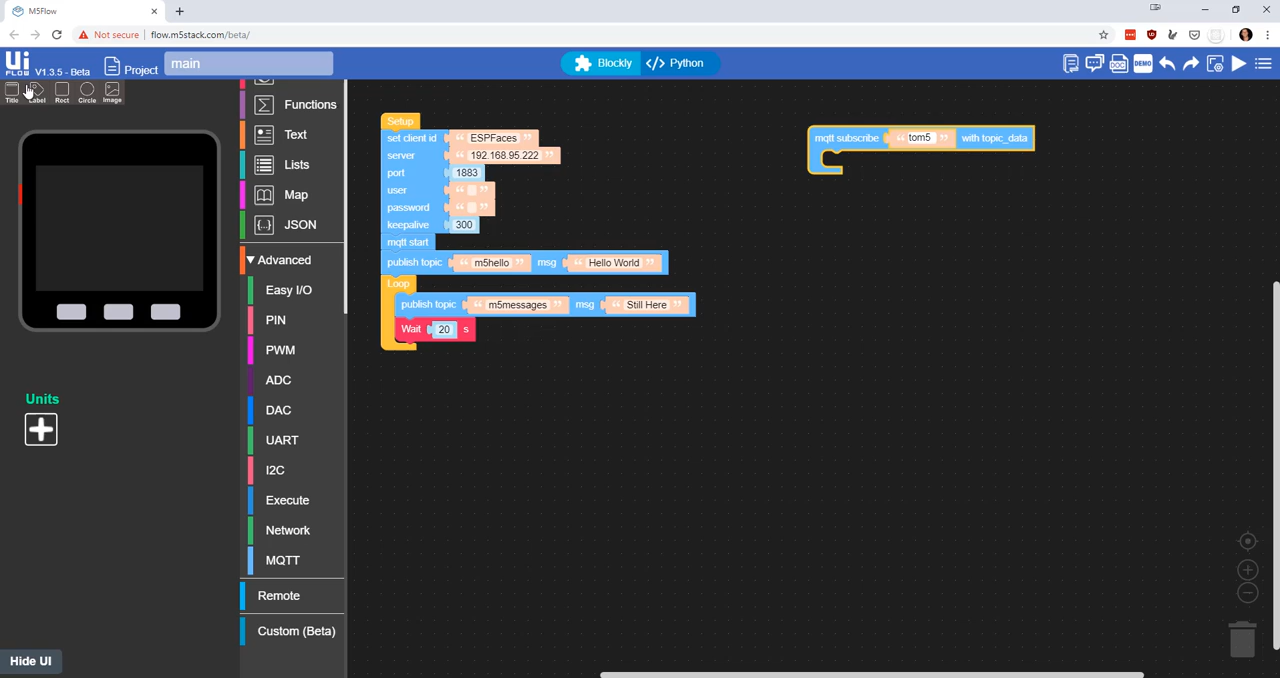 M5Flow
Not secure flow.m5stack.com/beta/
Ui FLOW V1.3.5 - Beta Project main Blockly Python DOC DEMO
Title Label Rect Circle Image
Functions
Text
Lists
Map
JSON
Advanced
Easy I/O
PIN
PWM
ADC
DAC
UART
I2C
Execute
Network
MQTT
Remote
Custom (Beta)
Units
Hide UI
Setup
set client id “ ESPFaces ”
server “ 192.168.95.222 ”
port 1883
user “ ”
password “ ”
keepalive 300
mqtt start
publish topic “ m5hello ” msg “ Hello World ”
Loop
publish topic “ m5messages ” msg “ Still Here ”
Wait 20 s
mqtt subscribe “ tom5 ” with topic_data